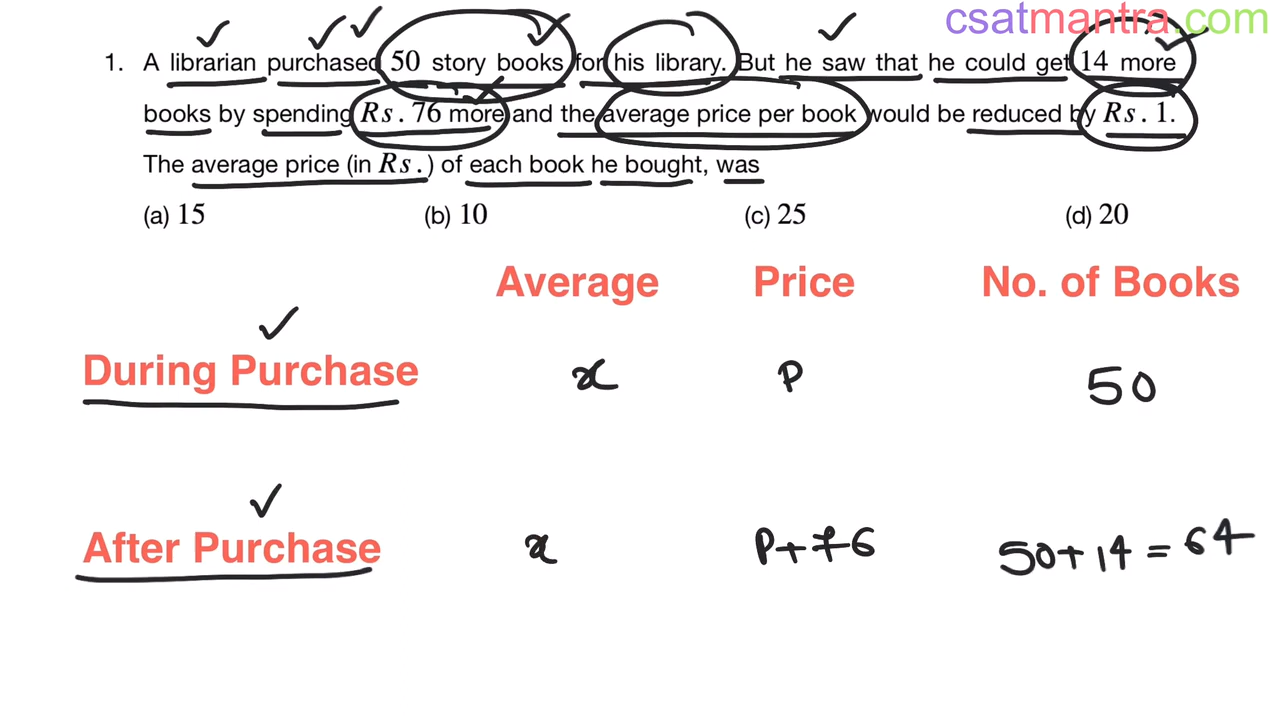 csatmantra.com
1. A librarian purchased 50 story books for his library. But he saw that he could get 14 more
books by spending Rs. 76 more and the average price per book would be reduced by Rs. 1.
The average price (in Rs.) of each book he bought, was
(a) 15 (b) 10 (c) 25 (d) 20
Average Price No. of Books
During Purchase x P 50
After Purchase x P+76 50+14=64